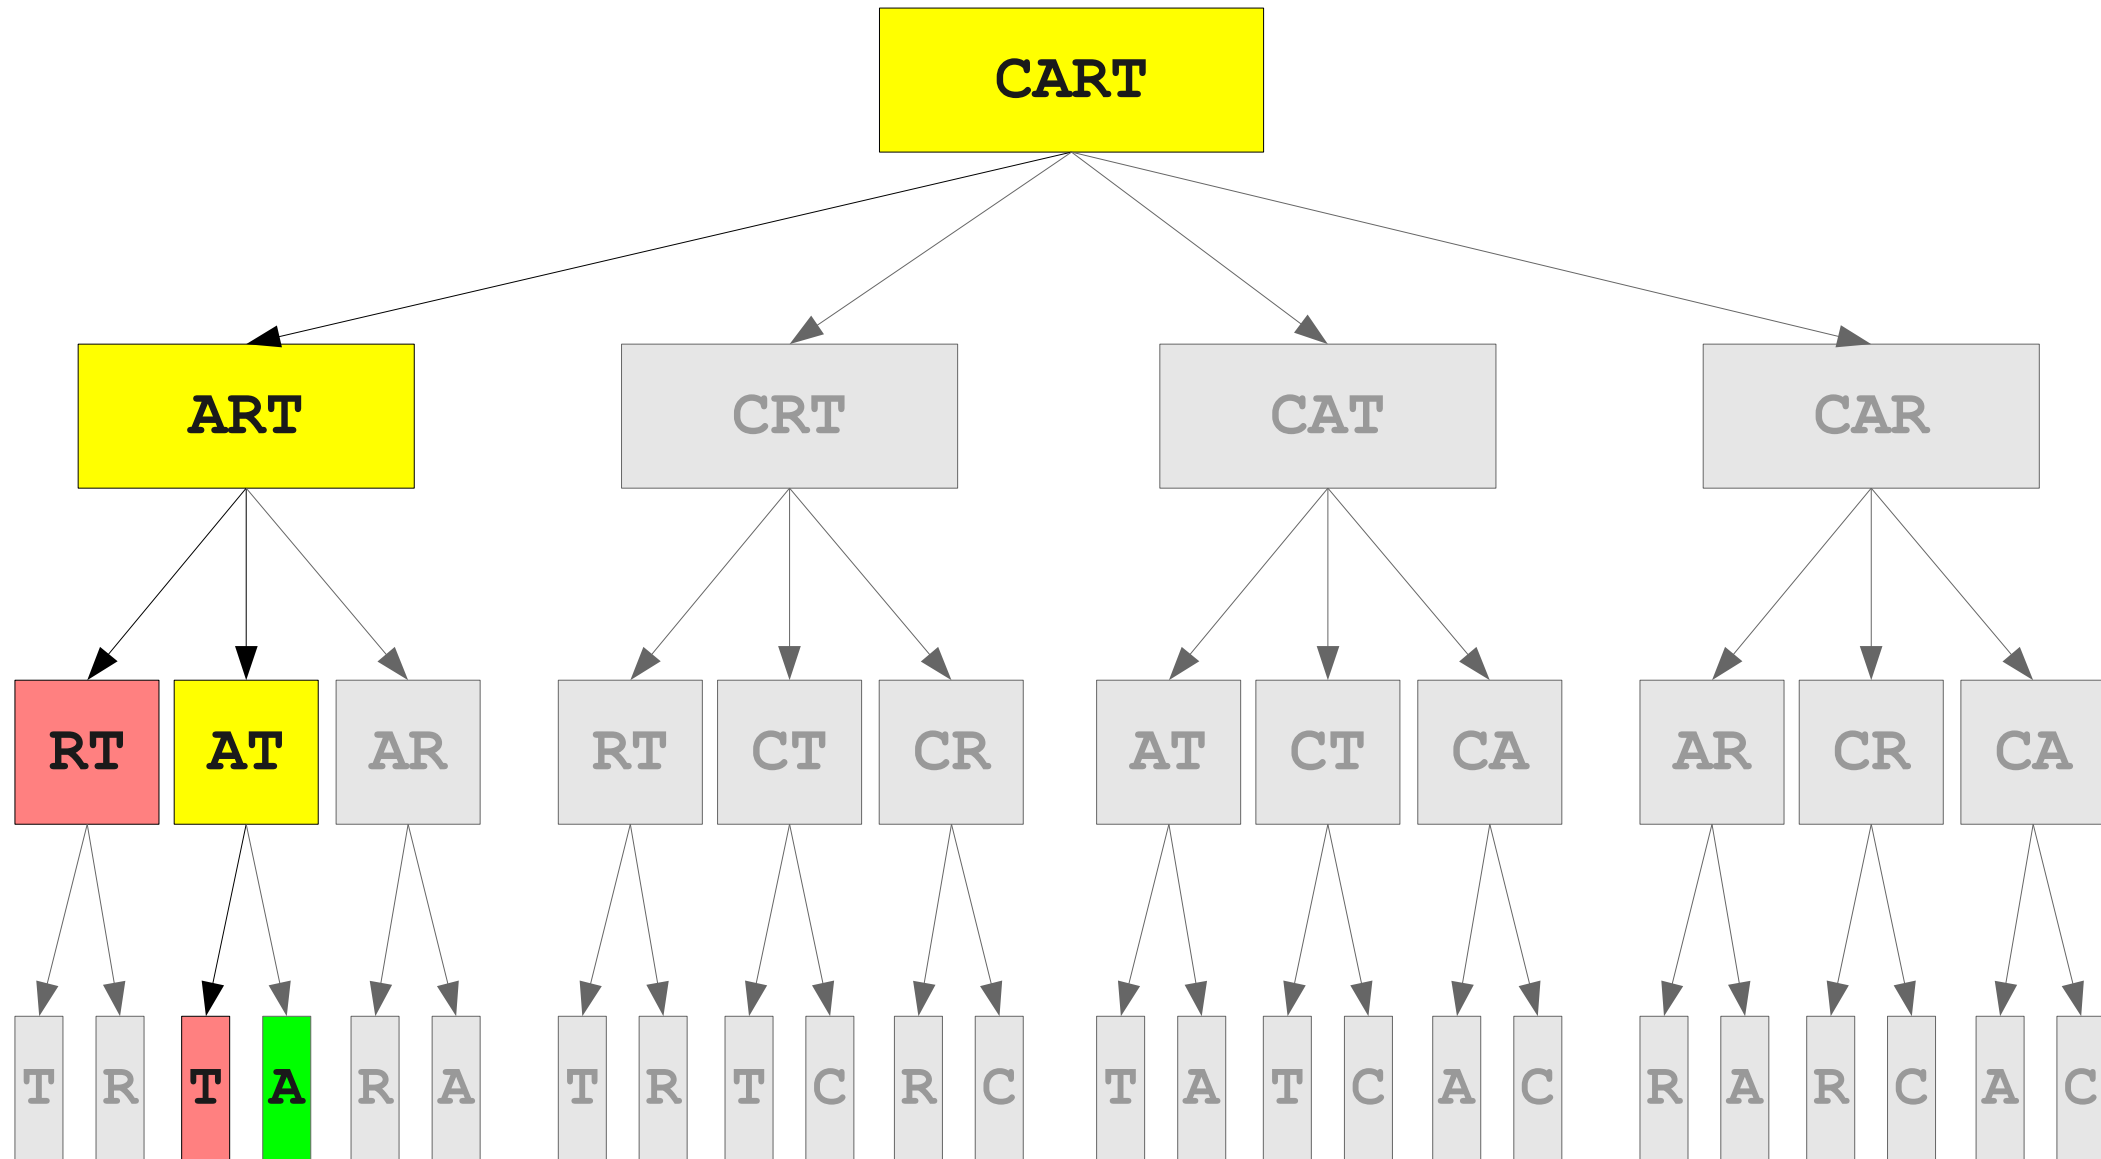 CART
ART CRT CAT CAR
RT AT AR RT CT CR AT CT CA AR CR CA
T R T A R A T R T C R C T A T C A C R A R C A C